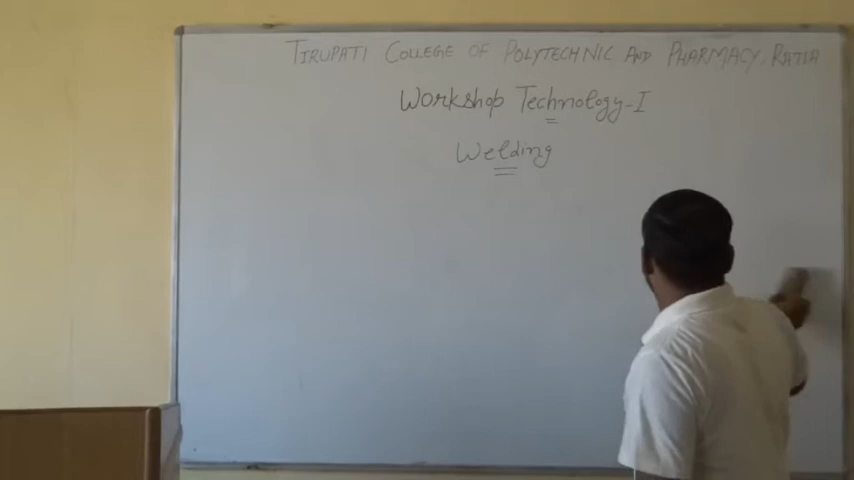 TIRUPATI COLLEGE OF POLYTECHNIC AND PHARMACY, RATIA
Workshop Technology-I
Welding